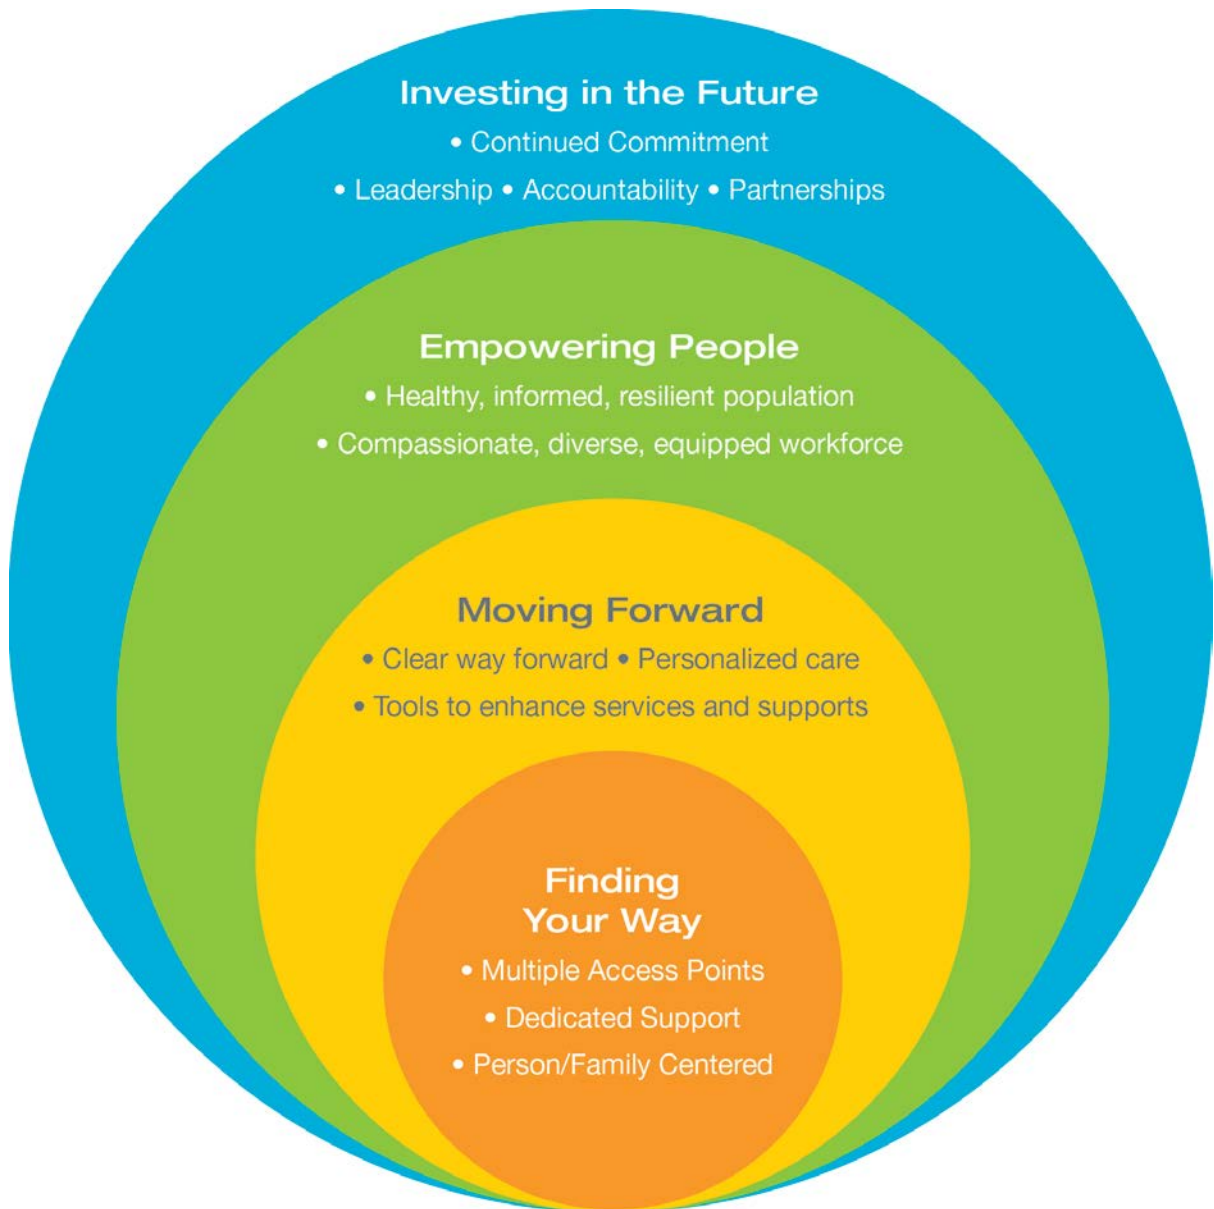 Investing in the Future
• Continued Commitment
• Leadership • Accountability • Partnerships
Empowering People
• Healthy, informed, resilient population
• Compassionate, diverse, equipped workforce
Moving Forward
• Clear way forward • Personalized care
• Tools to enhance services and supports
Finding
Your Way
• Multiple Access Points
• Dedicated Support
• Person/Family Centered